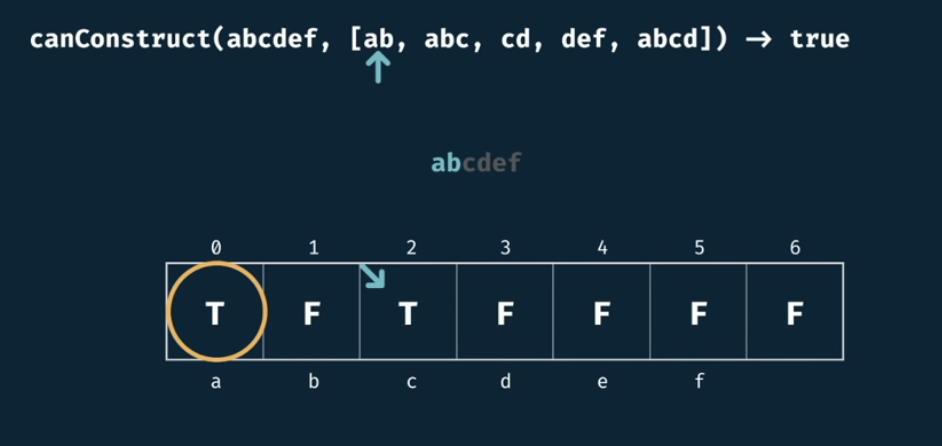 canConstruct(abcdef, [ab, abc, cd, def, abcd]) → true
abcdef
0 1 2 3 4 5 6
T F T F F F F
a b c d e f